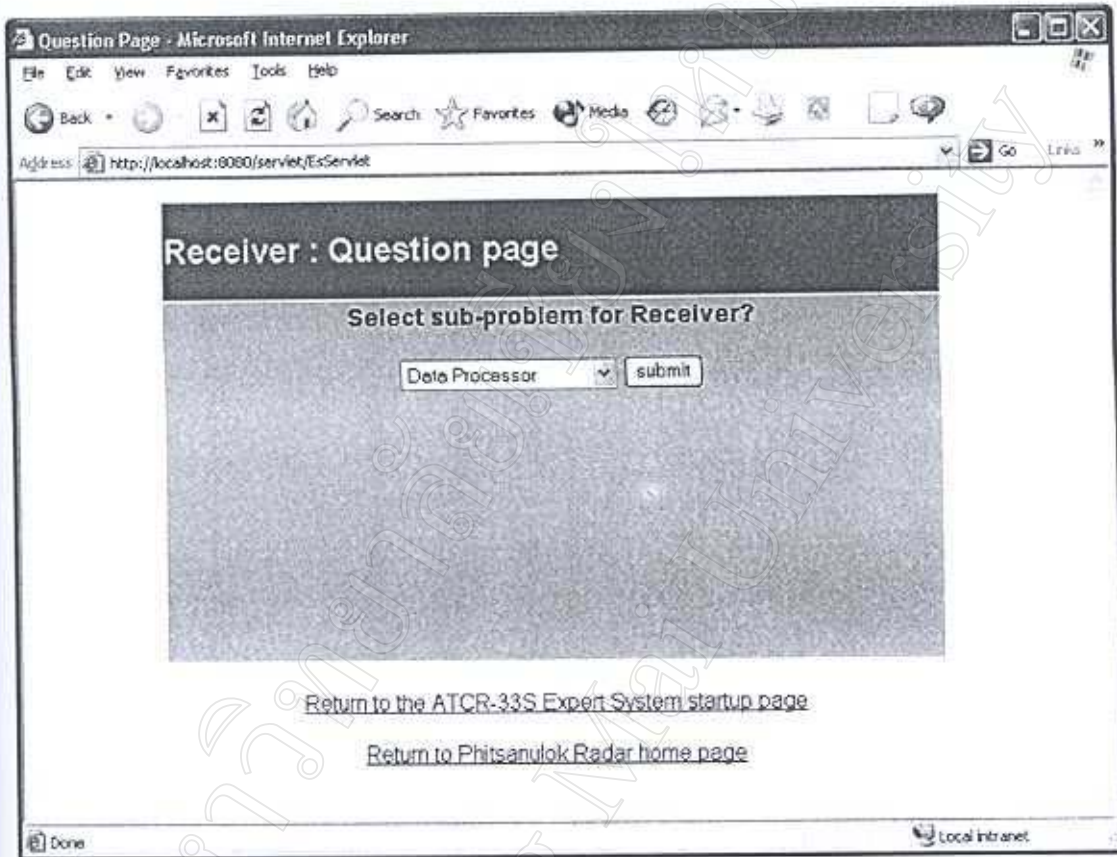 Question Page - Microsoft Internet Explorer
File Edit View Favorites Tools Help
Back Search Favorites Media
Address http://localhost:8080/servlet/EsServlet Go Links »
Receiver : Question page
Select sub-problem for Receiver?
Data Processor submit
Return to the ATCR-33S Expert System startup page
Return to Phitsanulok Radar home page
Done Local intranet